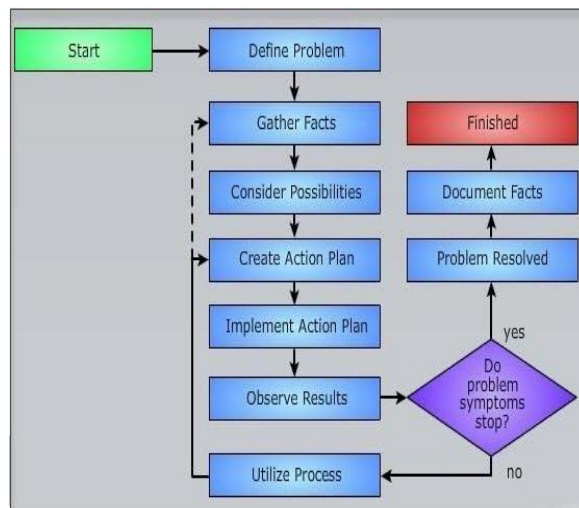 Start
Define Problem
Gather Facts
Finished
Consider Possibilities
Document Facts
Create Action Plan
Problem Resolved
Implement Action Plan
yes
Do
problem
symptoms
stop?
Observe Results
no
Utilize Process